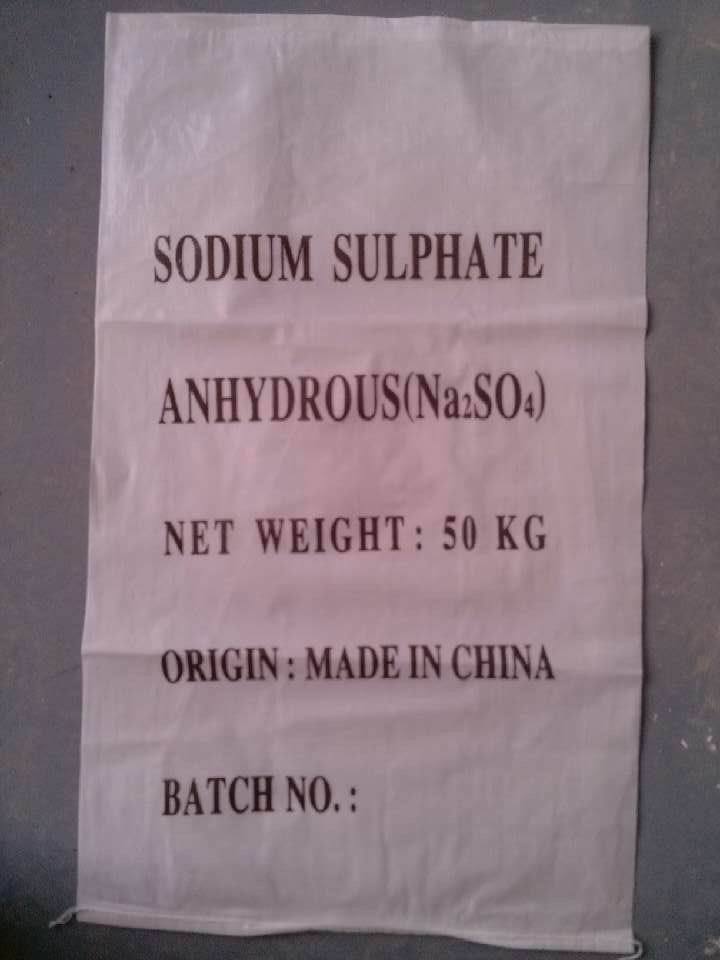 SODIUM SULPHATE
ANHYDROUS(Na₂SO₄)
NET WEIGHT: 50 KG
ORIGIN: MADE IN CHINA
BATCH NO.: